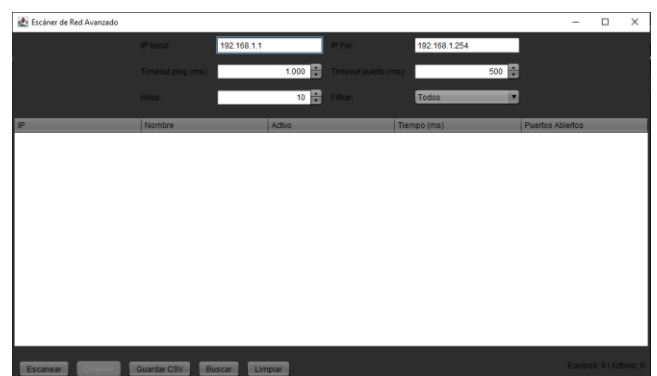 Escáner de Red Avanzado
IP Inicio: 192.168.1.1 IP Fin: 192.168.1.254
Timeout ping (ms): 1.000 Timeout puerto (ms): 500
Hilos: 10 Filtrar: Todos
IP Nombre Activo Tiempo (ms) Puertos Abiertos
Escanear Detener Guardar CSV Buscar Limpiar Equipos: 0 | Activos: 0